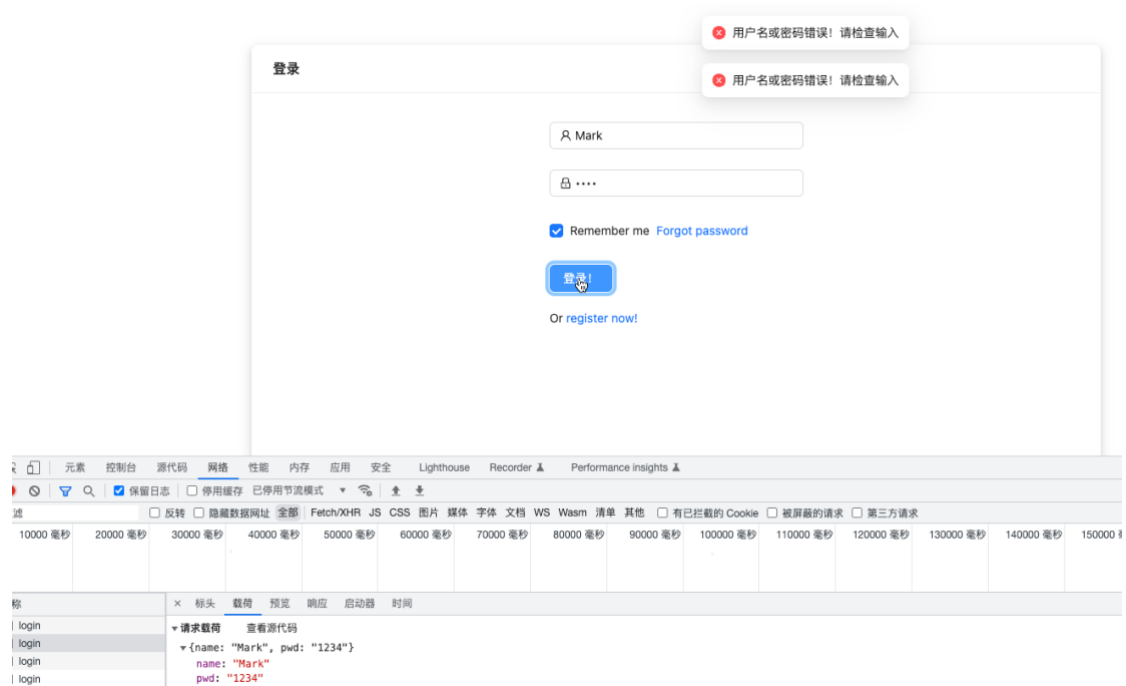 用户名或密码错误！请检查输入
登录
用户名或密码错误！请检查输入
Mark
••••
Remember me Forgot password
登录！
Or register now!
元素 控制台 源代码 网络 性能 内存 应用 安全 Lighthouse Recorder Performance insights
保留日志 停用缓存 已停用节流模式
滤 反转 隐藏数据网址 全部 Fetch/XHR JS CSS 图片 媒体 字体 文档 WS Wasm 清单 其他 有已拦截的 Cookie 被屏蔽的请求 第三方请求
10000 毫秒 20000 毫秒 30000 毫秒 40000 毫秒 50000 毫秒 60000 毫秒 70000 毫秒 80000 毫秒 90000 毫秒 100000 毫秒 110000 毫秒 120000 毫秒 130000 毫秒 140000 毫秒 150000
称 × 标头 载荷 预览 响应 启动器 时间
login
login
login
login
▼请求载荷 查看源代码
▼{name: "Mark", pwd: "1234"}
name: "Mark"
pwd: "1234"